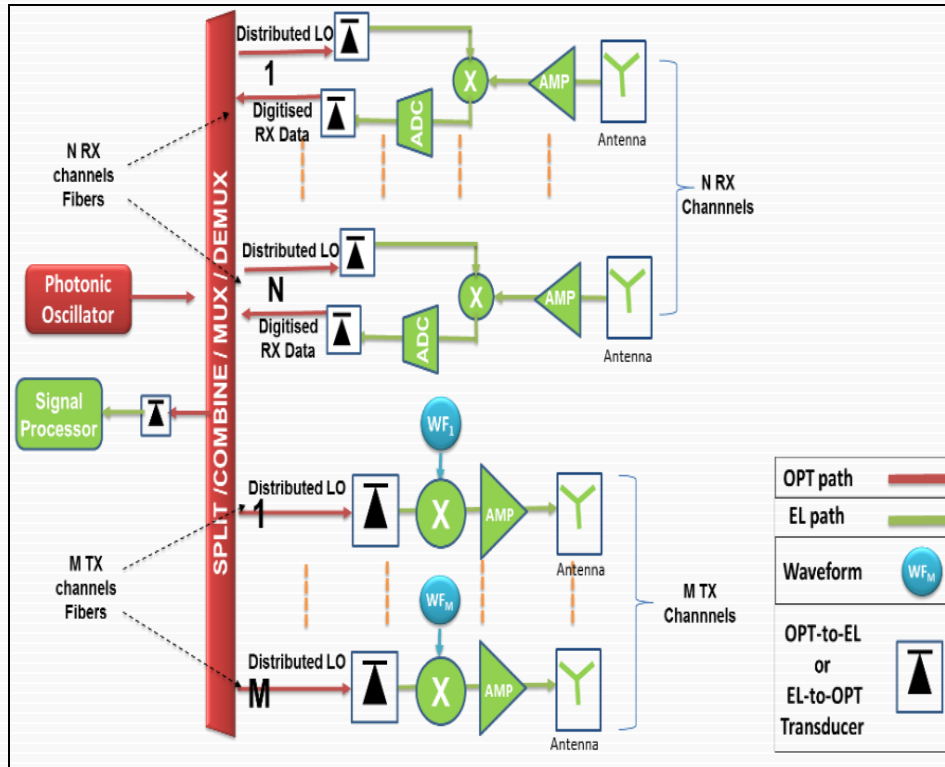 Distributed LO
1
Digitised
RX Data
ADC
X
AMP
Antenna
N RX
channels
Fibers
N RX
Channnels
Distributed LO
N
Digitised
RX Data
ADC
X
AMP
Antenna
Photonic
Oscillator
SPLIT /COMBINE / MUX / DEMUX
Signal
Processor
WF1
Distributed LO
1
X
AMP
Antenna
M TX
channels
Fibers
M TX
Channnels
WFM
Distributed LO
M
X
AMP
Antenna
OPT path
EL path
Waveform
WFM
OPT-to-EL
or
EL-to-OPT
Transducer